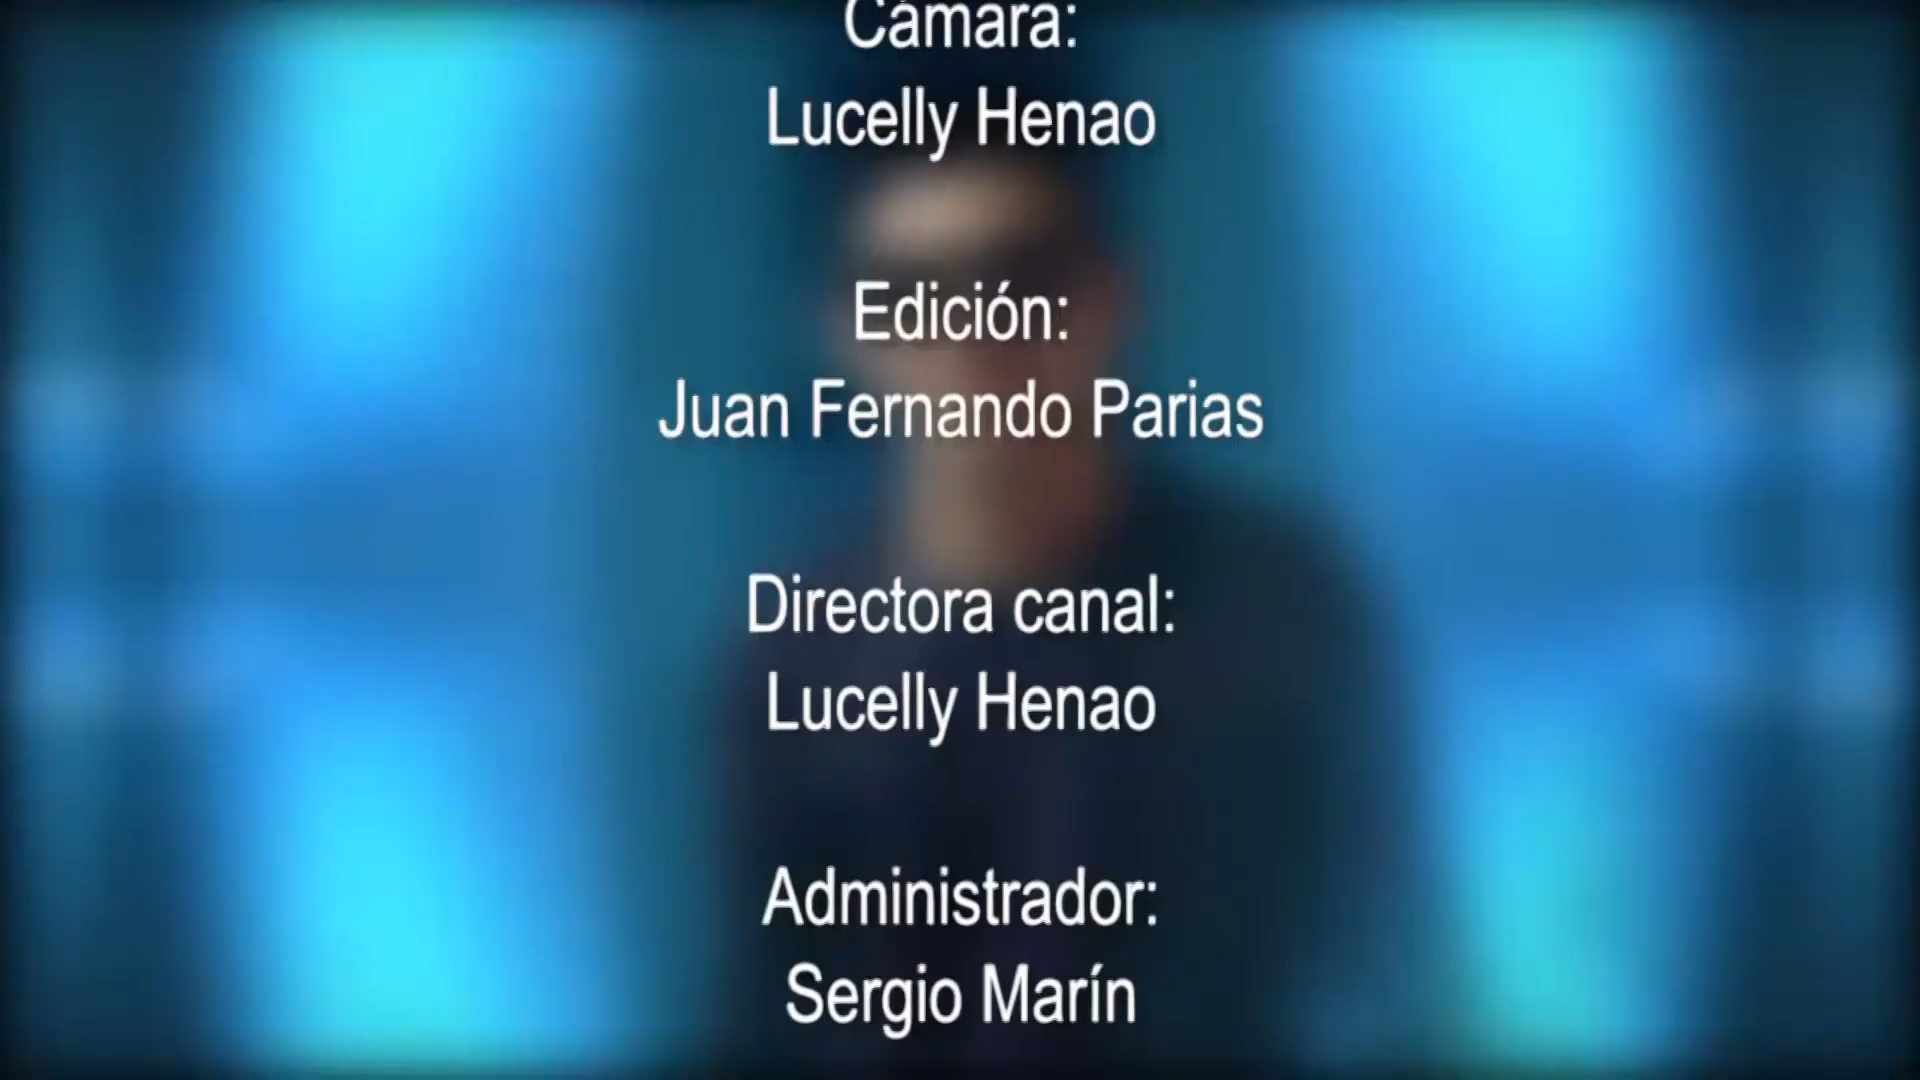 Cámara:
Lucelly Henao
Edición:
Juan Fernando Parias
Directora canal:
Lucelly Henao
Administrador:
Sergio Marín